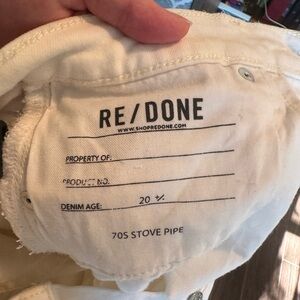 RE/DONE
WWW.SHOPREDONE.COM
PROPERTY OF:
PRODUCT NO.
DENIM AGE: 20 +/-
70S STOVE PIPE